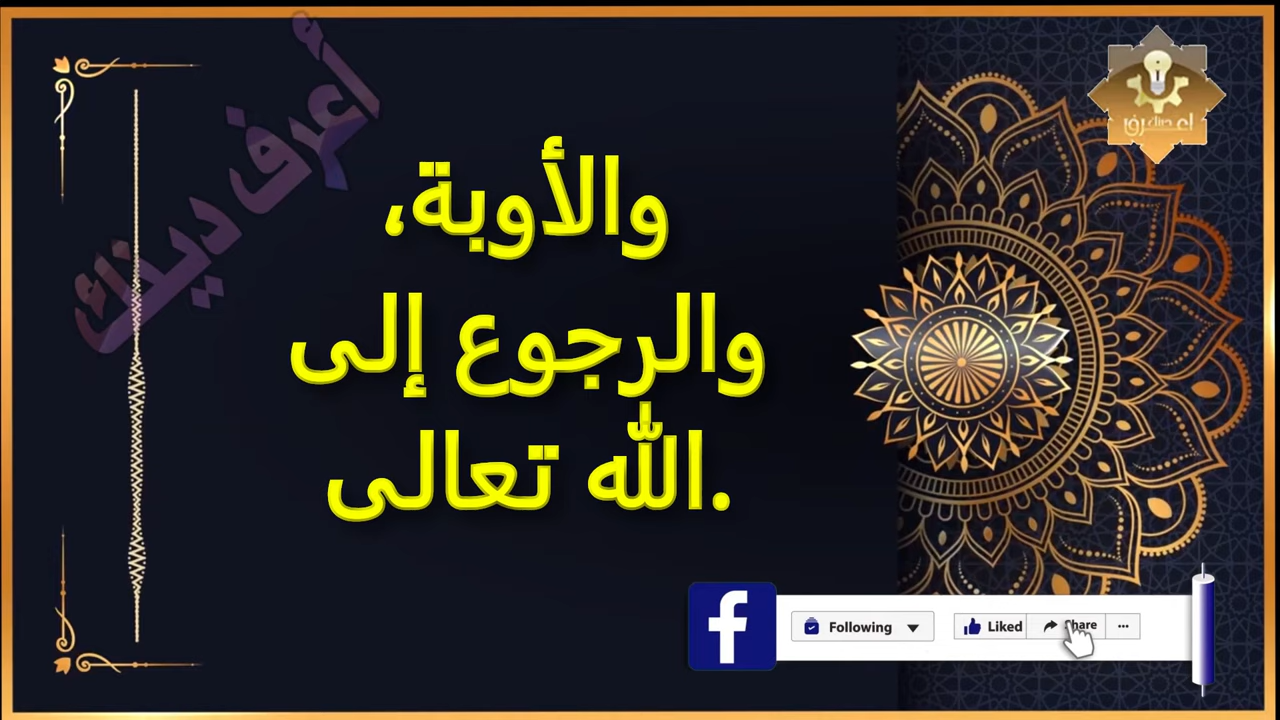 أعرف دينك
والأوبة،
والرجوع إلى
الله تعالى.
Following
Liked
Share